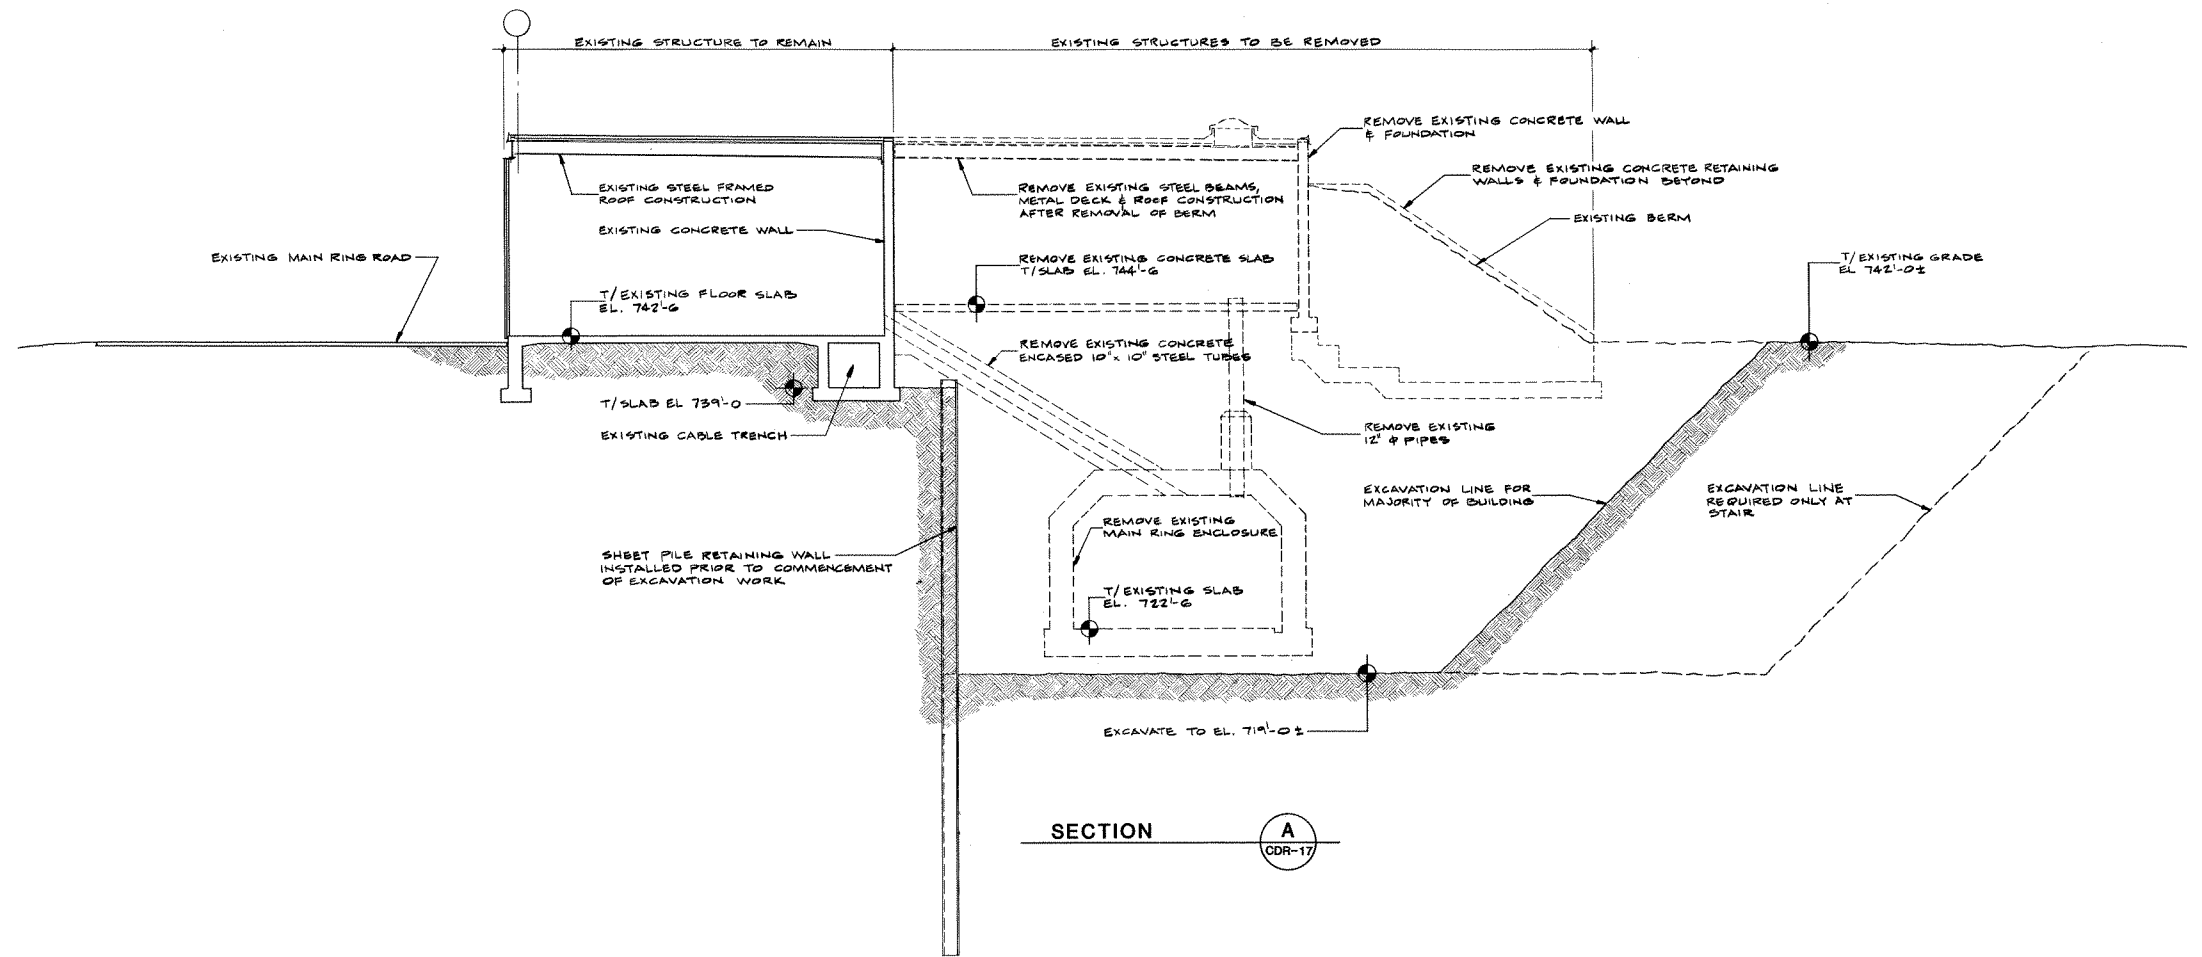 EXISTING STRUCTURE TO REMAIN
EXISTING STRUCTURES TO BE REMOVED
REMOVE EXISTING CONCRETE WALL
& FOUNDATION
REMOVE EXISTING CONCRETE RETAINING
WALLS & FOUNDATION BEYOND
EXISTING BERM
EXISTING STEEL FRAMED
ROOF CONSTRUCTION
REMOVE EXISTING STEEL BEAMS,
METAL DECK & ROOF CONSTRUCTION
AFTER REMOVAL OF BERM
EXISTING CONCRETE WALL
EXISTING MAIN RING ROAD
REMOVE EXISTING CONCRETE SLAB
T/SLAB EL. 744'-6
T/EXISTING GRADE
EL 742'-0±
T/EXISTING FLOOR SLAB
EL. 742'-6
REMOVE EXISTING CONCRETE
ENCASED 10"x 10" STEEL TUBES
T/SLAB EL 739'-0
EXISTING CABLE TRENCH
REMOVE EXISTING
12" φ PIPES
EXCAVATION LINE FOR
MAJORITY OF BUILDING
EXCAVATION LINE
REQUIRED ONLY AT
STAIR
REMOVE EXISTING
MAIN RING ENCLOSURE
SHEET PILE RETAINING WALL
INSTALLED PRIOR TO COMMENCEMENT
OF EXCAVATION WORK
T/EXISTING SLAB
EL. 722'-6
EXCAVATE TO EL. 719'-0±
SECTION
A
CDR-17